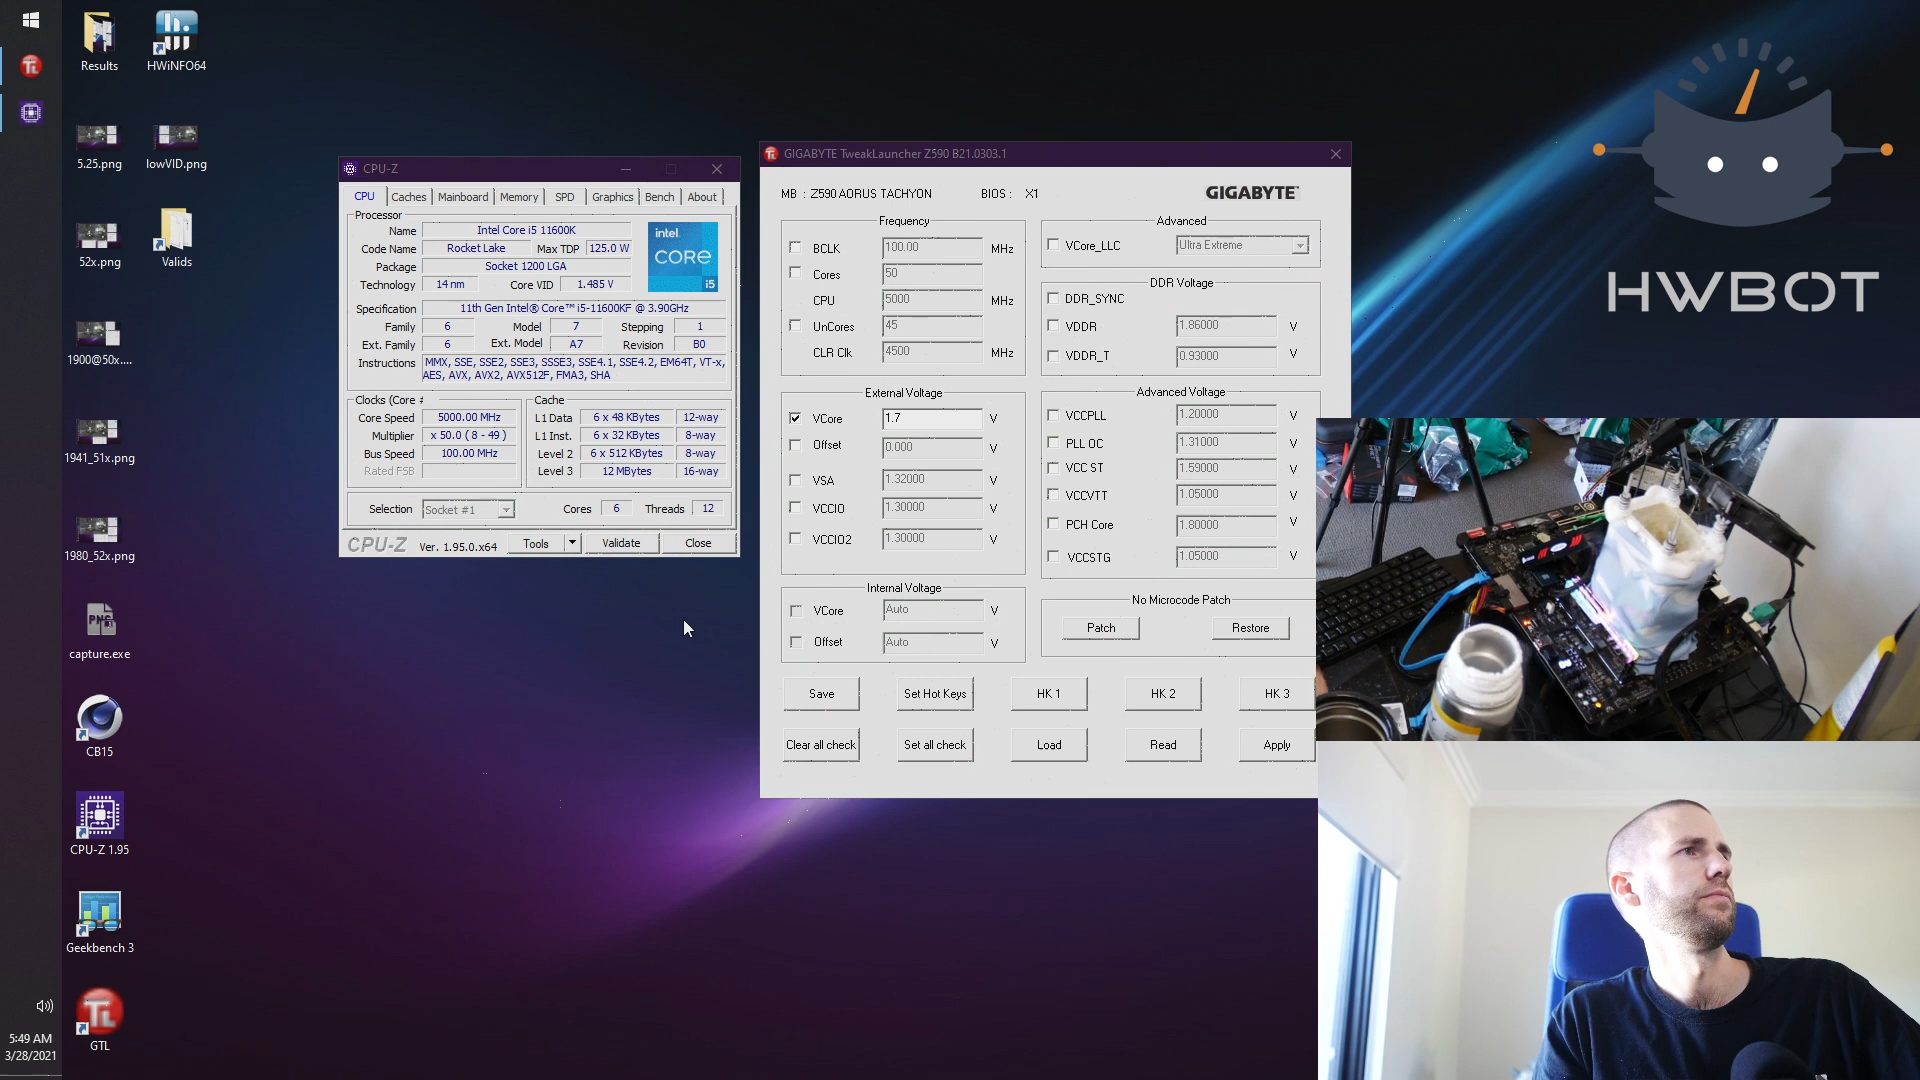 Results
HWiNFO64
5.25.png
lowVID.png
52x.png
Valids
1900@50x....
1941_51x.png
1980_52x.png
PNG
capture.exe
CB15
CPU-Z 1.95
Geekbench 3
TL
GTL
5:49 AM
3/28/2021
CPU-Z
CPU
Caches
Mainboard
Memory
SPD
Graphics
Bench
About
Processor
Name
Intel Core i5 11600K
Code Name
Rocket Lake
Max TDP
125.0 W
Package
Socket 1200 LGA
Technology
14 nm
Core VID
1.485 V
intel.
CORE
i5
Specification
11th Gen Intel® Core™ i5-11600KF @ 3.90GHz
Family
6
Model
7
Stepping
1
Ext. Family
6
Ext. Model
A7
Revision
B0
Instructions
MMX, SSE, SSE2, SSE3, SSSE3, SSE4.1, SSE4.2, EM64T, VT-x,
AES, AVX, AVX2, AVX512F, FMA3, SHA
Clocks (Core #
Core Speed
5000.00 MHz
Multiplier
x 50.0 ( 8 - 49 )
Bus Speed
100.00 MHz
Rated FSB
Cache
L1 Data
6 x 48 KBytes
12-way
L1 Inst.
6 x 32 KBytes
8-way
Level 2
6 x 512 KBytes
8-way
Level 3
12 MBytes
16-way
Selection
Socket #1
Cores
6
Threads
12
CPU-Z
Ver. 1.95.0.x64
Tools
Validate
Close
TL
GIGABYTE TweakLauncher Z590 B21.0303.1
MB : Z590 AORUS TACHYON
BIOS : X1
GIGABYTE™
Frequency
BCLK
100.00
MHz
Cores
50
CPU
5000
MHz
UnCores
45
CLR Clk
4500
MHz
External Voltage
VCore
1.7
V
Offset
0.000
V
VSA
1.32000
V
VCCIO
1.30000
V
VCCIO2
1.30000
V
Internal Voltage
VCore
Auto
V
Offset
Auto
V
Advanced
VCore_LLC
Ultra Extreme
DDR Voltage
DDR_SYNC
VDDR
1.86000
V
VDDR_T
0.93000
V
Advanced Voltage
VCCPLL
1.20000
V
PLL OC
1.31000
V
VCC ST
1.59000
V
VCCVTT
1.05000
V
PCH Core
1.80000
V
VCCSTG
1.05000
V
No Microcode Patch
Patch
Restore
Save
Set Hot Keys
HK 1
HK 2
HK 3
Clear all check
Set all check
Load
Read
Apply
HWBOT